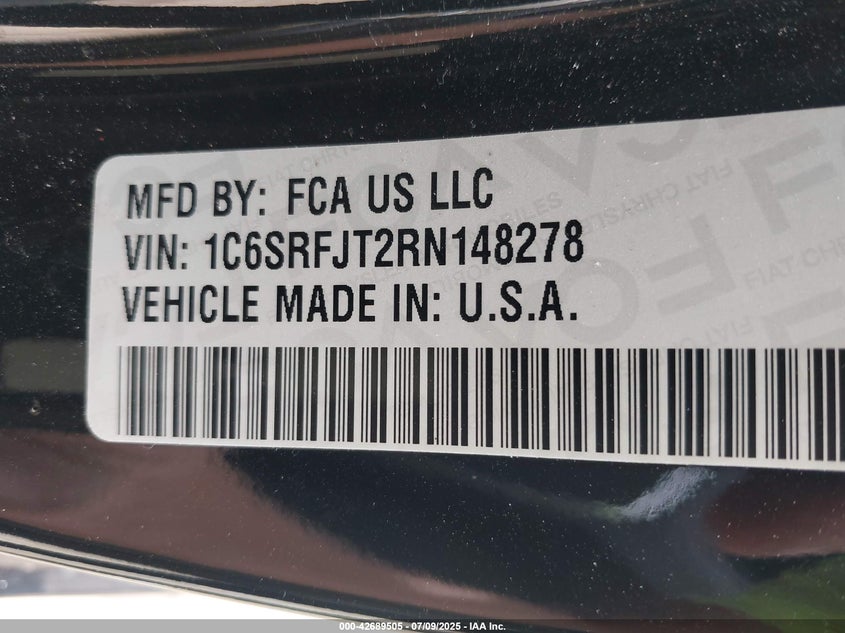 MFD BY: FCA US LLC
VIN: 1C6SRFJT2RN148278
VEHICLE MADE IN: U.S.A.
000-42689505 - 07/09/2025 - IAA Inc.